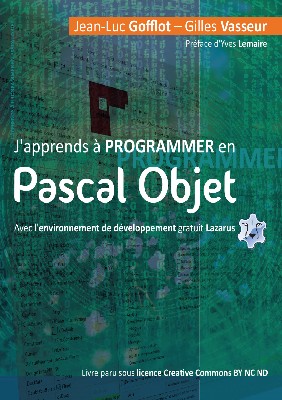 Jean-Luc Gofflot – Gilles Vasseur
Préface d'Yves Lemaire
J'apprends à PROGRAMMER en
PROGRAMMER
Pascal Objet
Avec l'environnement de développement gratuit Lazarus
Livre paru sous licence Creative Commons BY NC ND